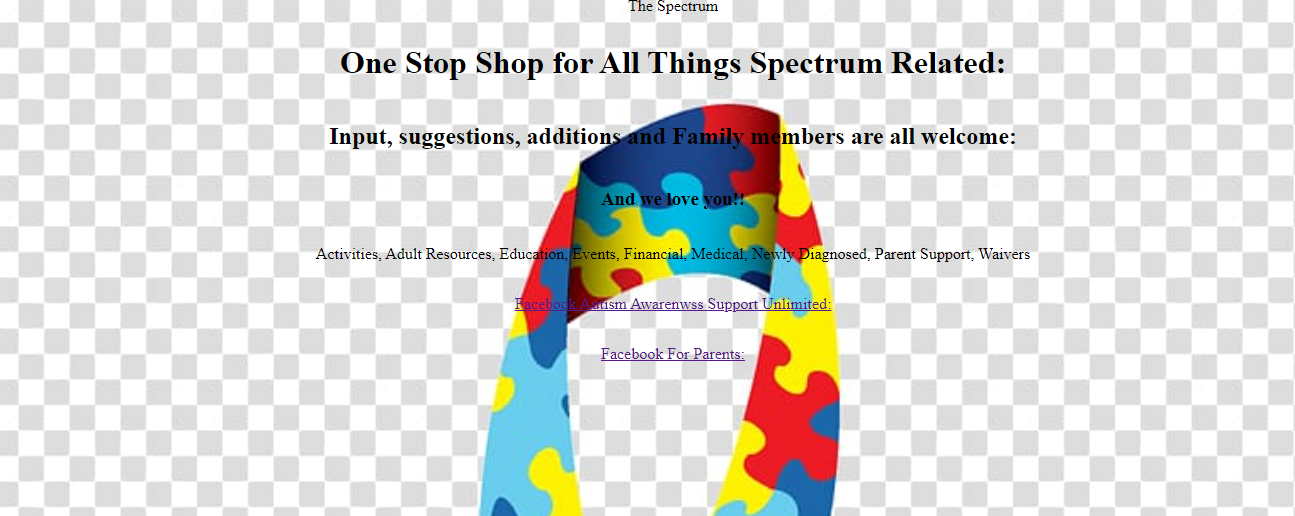 The Spectrum
One Stop Shop for All Things Spectrum Related:
Input, suggestions, additions and Family members are all welcome:
And we love you!!
Activities, Adult Resources, Education, Events, Financial, Medical, Newly Diagnosed, Parent Support, Waivers
Facebook Autism Awarenwss Support Unlimited:
Facebook For Parents: